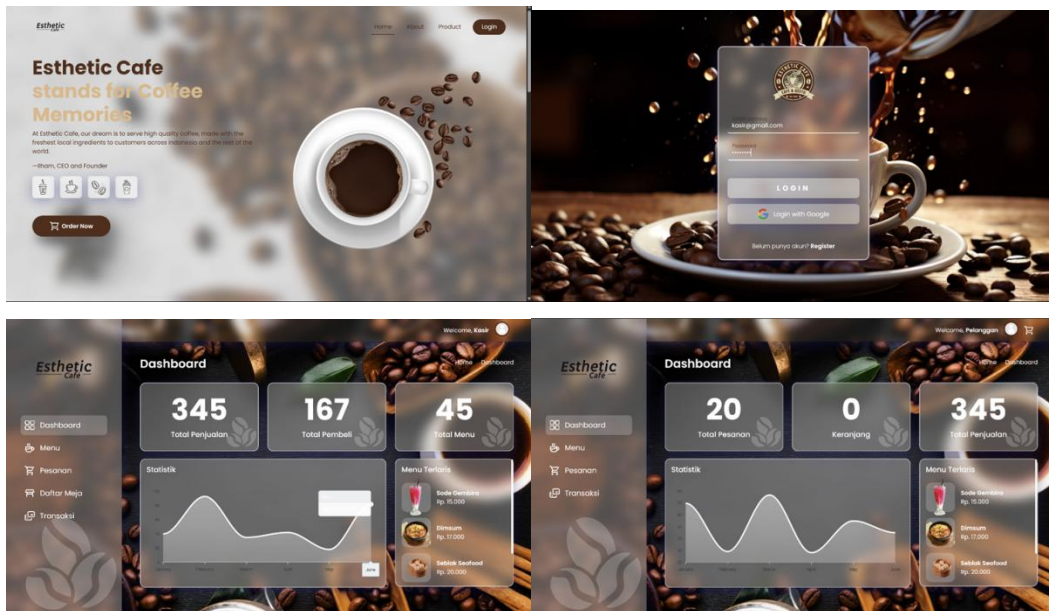 Esthetic
Cafe
Home About Product Login
Esthetic Cafe
stands for Coffee
Memories
At Esthetic Cafe, our dream is to serve high quality coffee, made with the
freshest local ingredients to customers across Indonesia and the rest of the
world.
—Ilham, CEO and Founder
Order Now
ESTHETIC CAFE
kasir@gmail.com
Password
LOGIN
Login with Google
Belum punya akun? Register
Welcome, Kasir
Esthetic
Cafe
Dashboard
Home Dashboard
345
Total Penjualan
167
Total Pembeli
45
Total Menu
Dashboard
Menu
Pesanan
Daftar Meja
Transaksi
Statistik
June
Menu Terlaris
Soda Gembira
Rp. 15.000
Dimsum
Rp. 17.000
Seblak Seafood
Rp. 20.000
Welcome, Pelanggan
Esthetic
Cafe
Dashboard
Home Dashboard
20
Total Pesanan
0
Keranjang
345
Total Penjualan
Dashboard
Menu
Pesanan
Transaksi
Statistik
Menu Terlaris
Soda Gembira
Rp. 15.000
Dimsum
Rp. 17.000
Seblak Seafood
Rp. 20.000